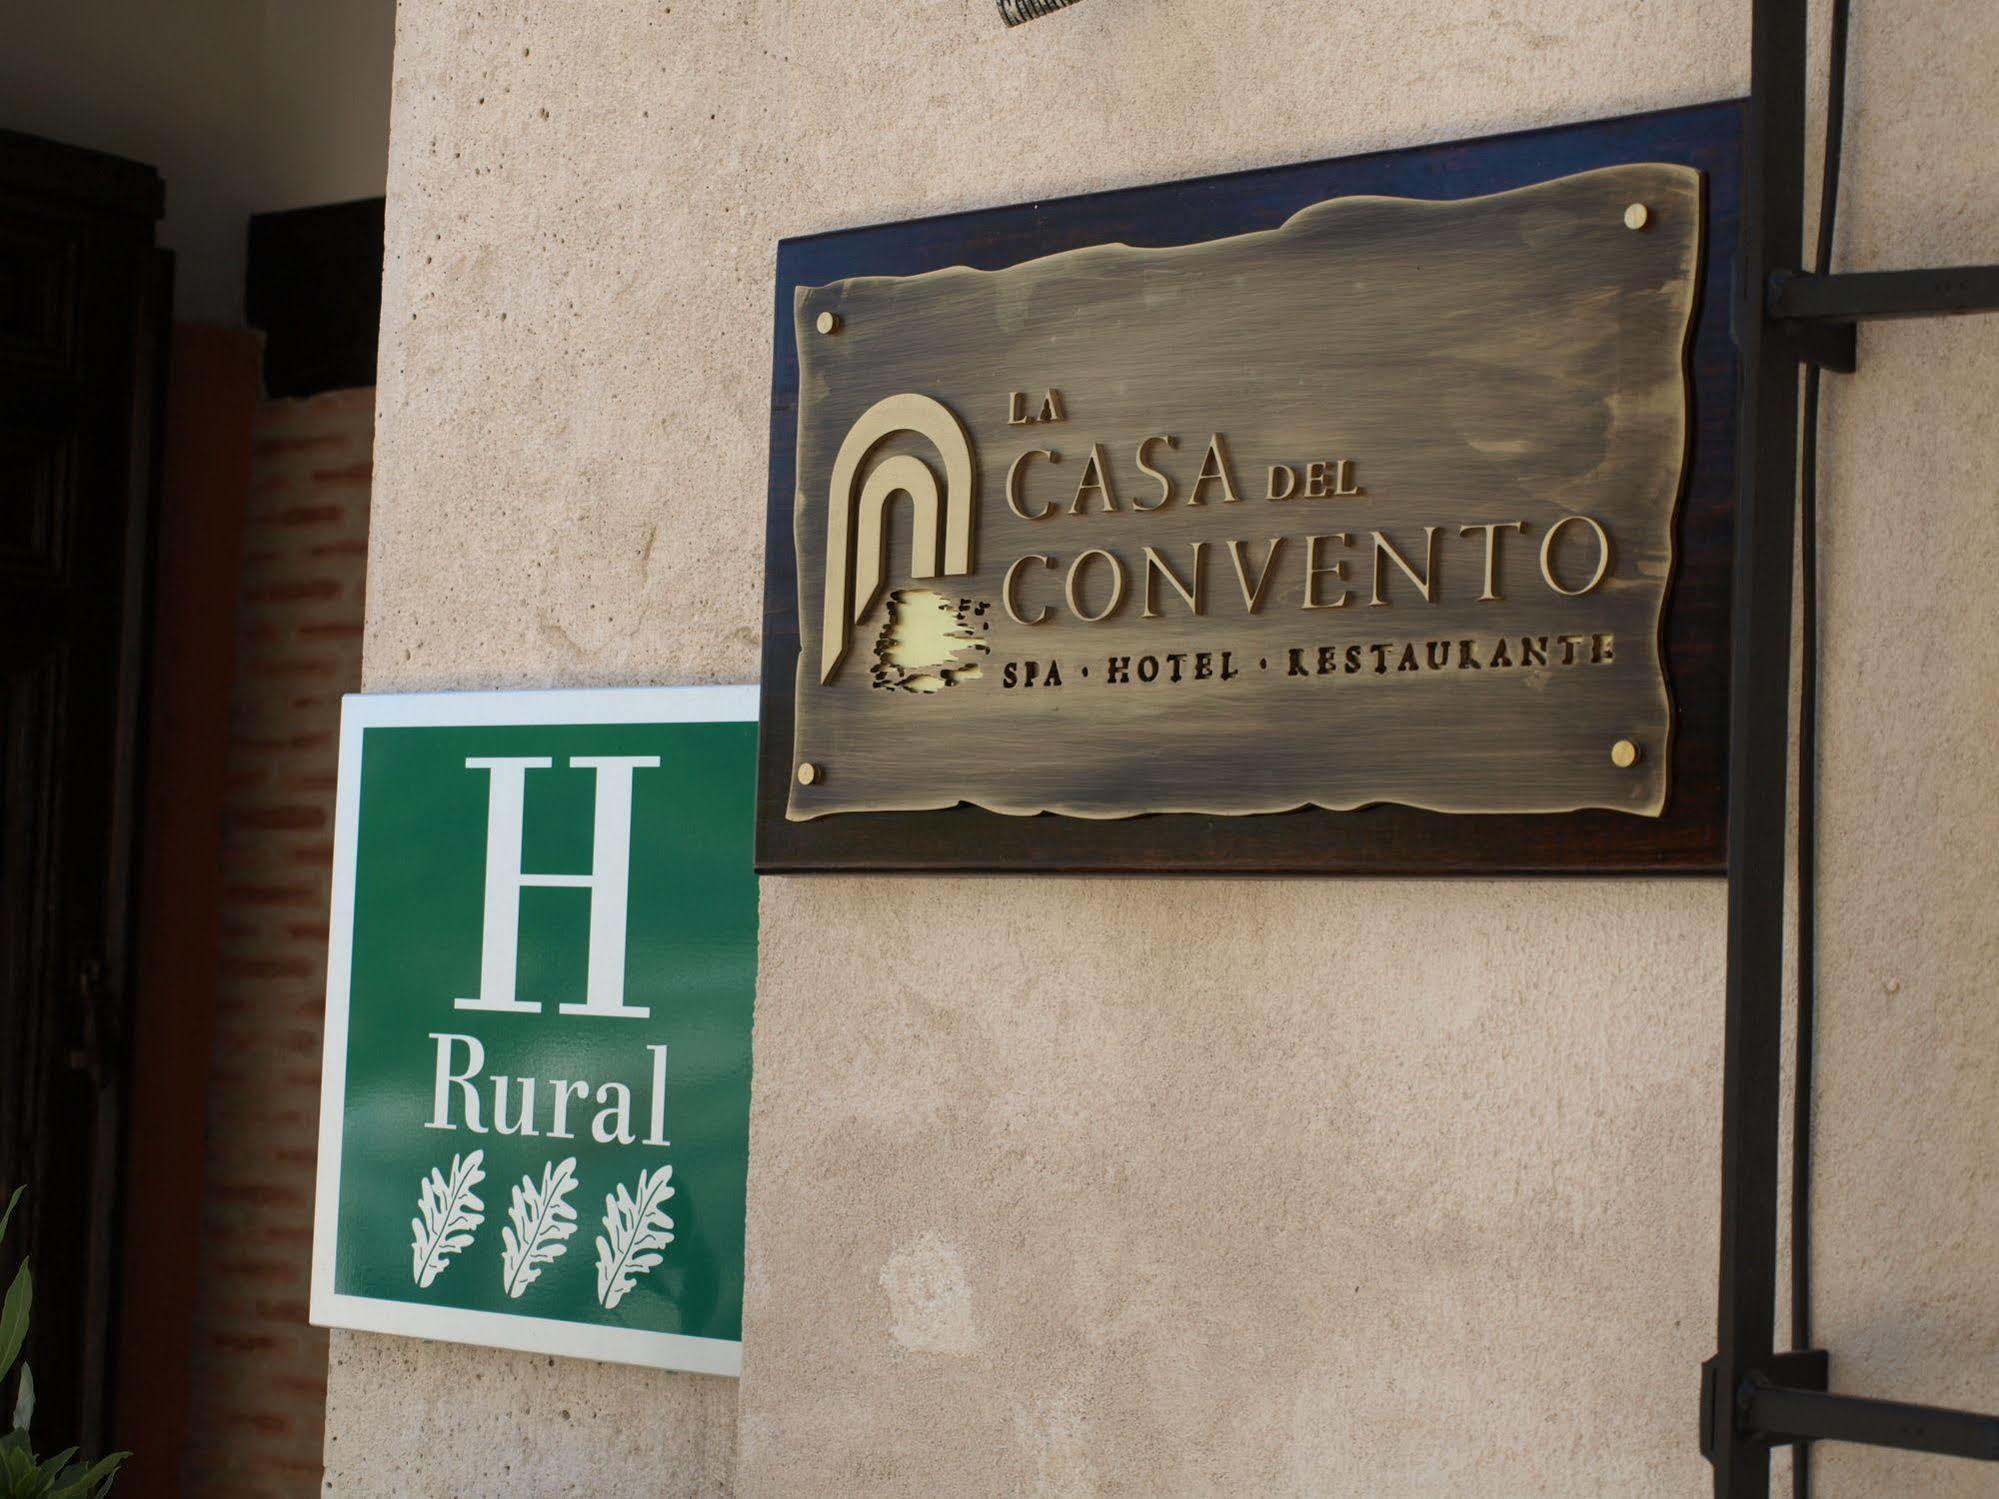 LA
CASA DEL
CONVENTO
SPA · HOTEL · RESTAURANTE
H
Rural